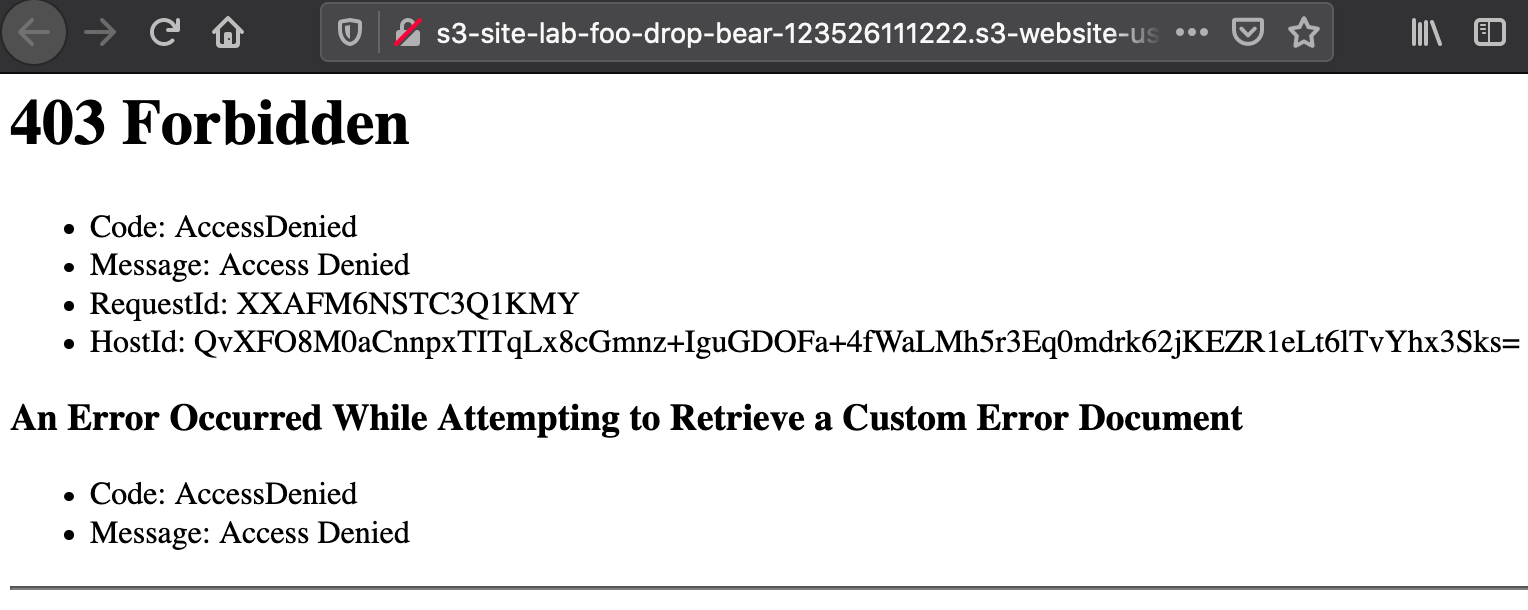 s3-site-lab-foo-drop-bear-123526111222.s3-website-us
403 Forbidden
Code: AccessDenied
Message: Access Denied
RequestId: XXAFM6NSTC3Q1KMY
HostId: QvXFO8M0aCnnpxTITqLx8cGmnz+IguGDOFa+4fWaLMh5r3Eq0mdrk62jKEZR1eLt6lTvYhx3Sks=
An Error Occurred While Attempting to Retrieve a Custom Error Document
Code: AccessDenied
Message: Access Denied